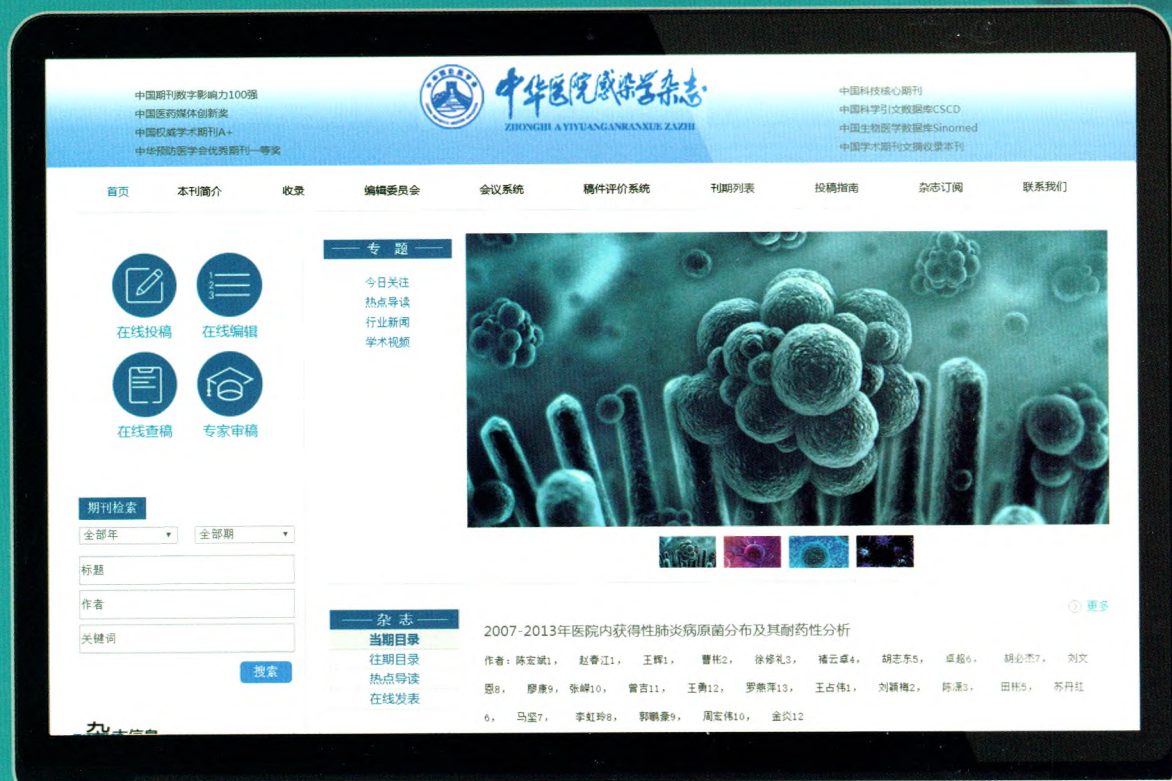 中国期刊数字影响力100强
中国医药媒体创新奖
中国权威学术期刊A+
中华预防医学会优秀期刊一等奖
中华医院感染学杂志
ZHONGHUA YIYUANGANRANXUE ZAZHI
中国科技核心期刊
中国科学引文数据库CSCD
中国生物医学数据库Sinomed
中国学术期刊文摘收录本刊
首页 本刊简介 收录 编辑委员会 会议系统 稿件评价系统 刊期列表 投稿指南 杂志订阅 联系我们
在线投稿 在线编辑
在线查稿 专家审稿
专 题
今日关注
热点导读
行业新闻
学术视频
期刊检索
全部年 全部期
标题
作者
关键词
搜索
更多
杂 志
当期目录
往期目录
热点导读
在线发表
2007-2013年医院内获得性肺炎病原菌分布及其耐药性分析
作者：陈宏斌1， 赵春江1， 王辉1， 曹彬2， 徐修礼3， 褚云卓4， 胡志东5， 卓超6， 胡必杰7， 刘文
恩8， 廖康9， 张嵘10， 曾吉11， 王勇12， 罗燕萍13， 王占伟1， 刘颖梅2， 陈潇3， 田彬5， 苏丹虹
6， 马坚7， 李虹玲8， 郭鹏豪9， 周宏伟10， 金炎12